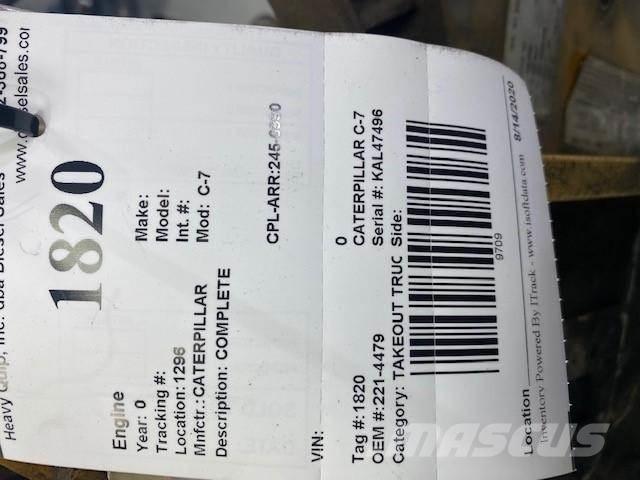 Heavy Quip, Inc. dba Diesel Sales
1820
Engine
Year: 0 Make:
Tracking #: Model:
Location:1296 Int. #:
Mnfctr.:CATERPILLAR Mod: C-7
Description: COMPLETE
CPL-ARR:245-
VIN:
0
Tag #:1820 CATERPILLAR C-7
OEM #:221-4479 Serial #: KAL47496
Category: TAKEOUT TRUC Side:
9709
Location
Inventory Powered By ITrack - www.isoftdata.com 8/14/2020
MASCUS